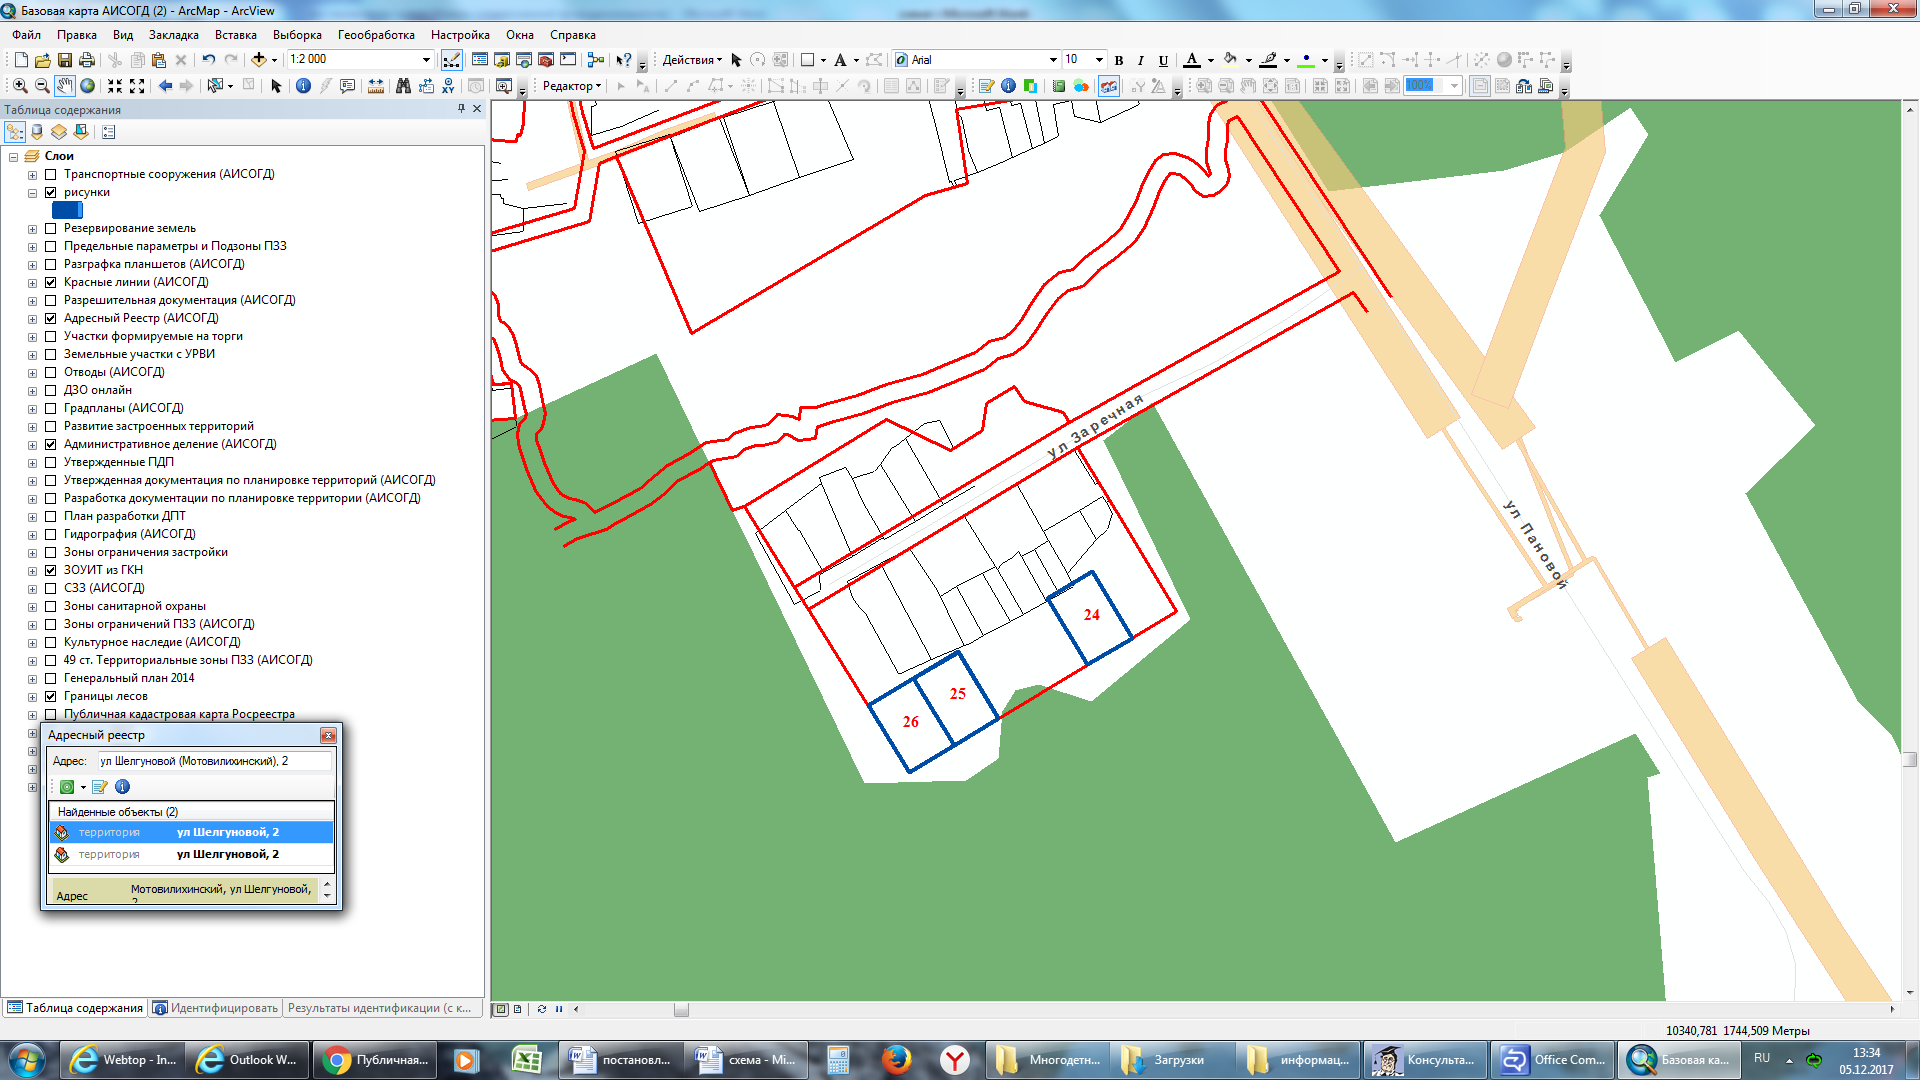 Базовая карта АИСОГД (2) - ArcMap - ArcView
Файл Правка Вид Закладка Вставка Выборка Геообработка Настройка Окна Справка
1:2 000 Действия Arial 10 B I U A
Редактор 100%
Таблица содержания
Слои
Транспортные сооружения (АИСОГД)
рисунки
Резервирование земель
Предельные параметры и Подзоны ПЗЗ
Разграфка планшетов (АИСОГД)
Красные линии (АИСОГД)
Разрешительная документация (АИСОГД)
Адресный Реестр (АИСОГД)
Участки формируемые на торги
Земельные участки с УРВИ
Отводы (АИСОГД)
ДЗО онлайн
Градпланы (АИСОГД)
Развитие застроенных территорий
Административное деление (АИСОГД)
Утвержденные ПДП
Утвержденная документация по планировке территорий (АИСОГД)
Разработка документации по планировке территории (АИСОГД)
План разработки ДПТ
Гидрография (АИСОГД)
Зоны ограничения застройки
ЗОУИТ из ГКН
СЗЗ (АИСОГД)
Зоны санитарной охраны
Зоны ограничений ПЗЗ (АИСОГД)
Культурное наследие (АИСОГД)
49 ст. Территориальные зоны ПЗЗ (АИСОГД)
Генеральный план 2014
Границы лесов
Публичная кадастровая карта Росреестра
Адресный реестр
Адрес: ул Шелгуновой (Мотовилихинский), 2
Найденные объекты (2)
территория ул Шелгуновой, 2
территория ул Шелгуновой, 2
Адрес Мотовилихинский, ул Шелгуновой, 2
ул Заречная
ул Пановой
24
25
26
Таблица содержания Идентифицировать Результаты идентификации (с к...
10340,781 1744,509 Метры
Webtop - In... Outlook W... Публичная... постановл... схема - Mi... Многодетн... Загрузки информац... Консульта... Office Com... Базовая ка... RU 13:34
05.12.2017